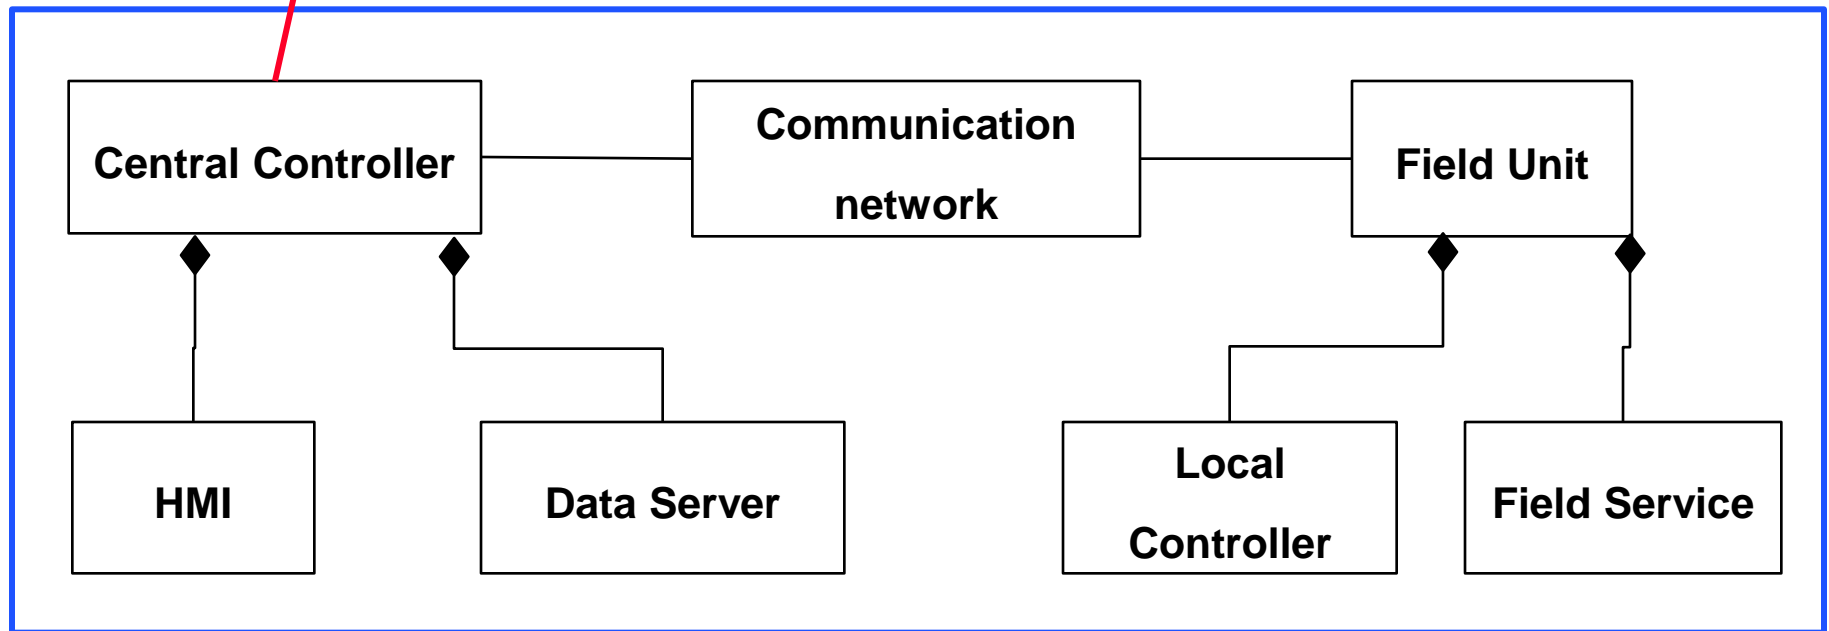 Central Controller
Communication
network
Field Unit
HMI
Data Server
Local
Controller
Field Service